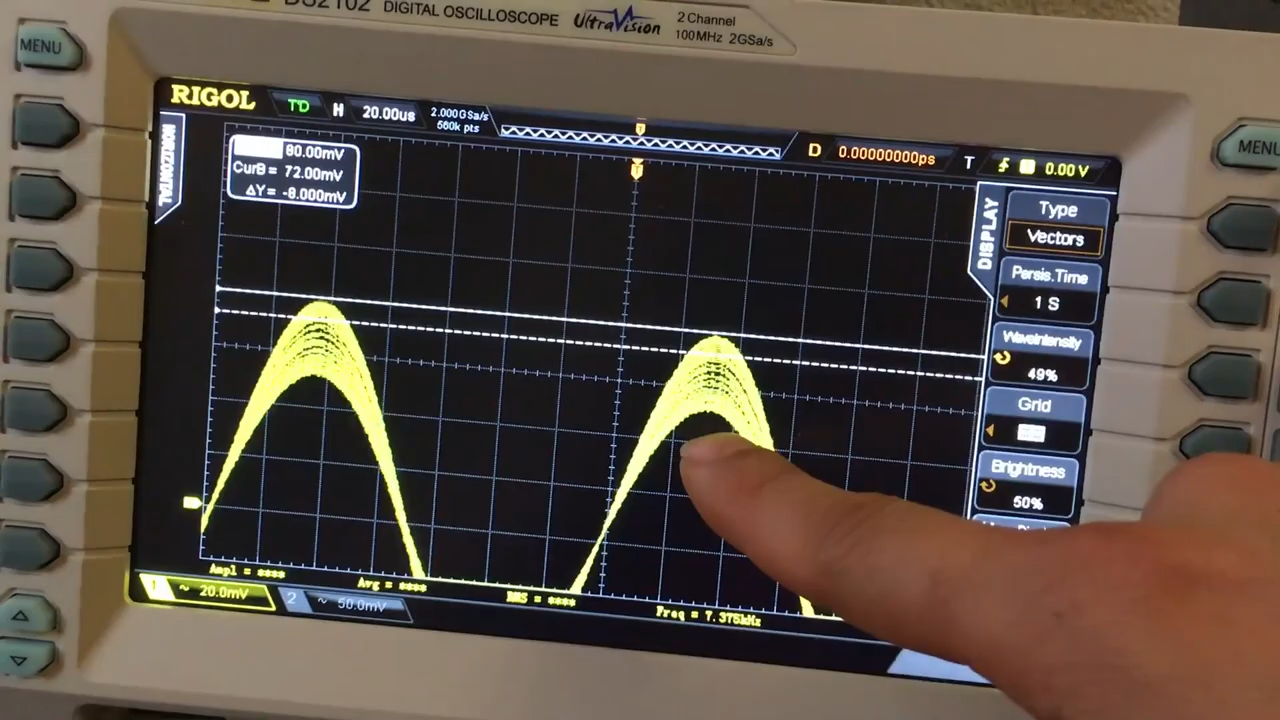 DS2102 DIGITAL OSCILLOSCOPE UltraVision 2 Channel
100MHz 2GSa/s
MENU
MENU
RIGOL T'D H 20.00us 2.000GSa/s
560k pts
D 0.00000000ps T 0.00 V
HORIZONTAL
80.00mV
CurB = 72.00mV
ΔY = -8.000mV
DISPLAY
Type
Vectors
Persis.Time
1 S
WaveIntensity
49%
Grid
Brightness
50%
Ampl = **** Avg = **** RMS = **** Freq = 7.375kHz
1 ~ 20.0mV 2 ~ 50.0mV